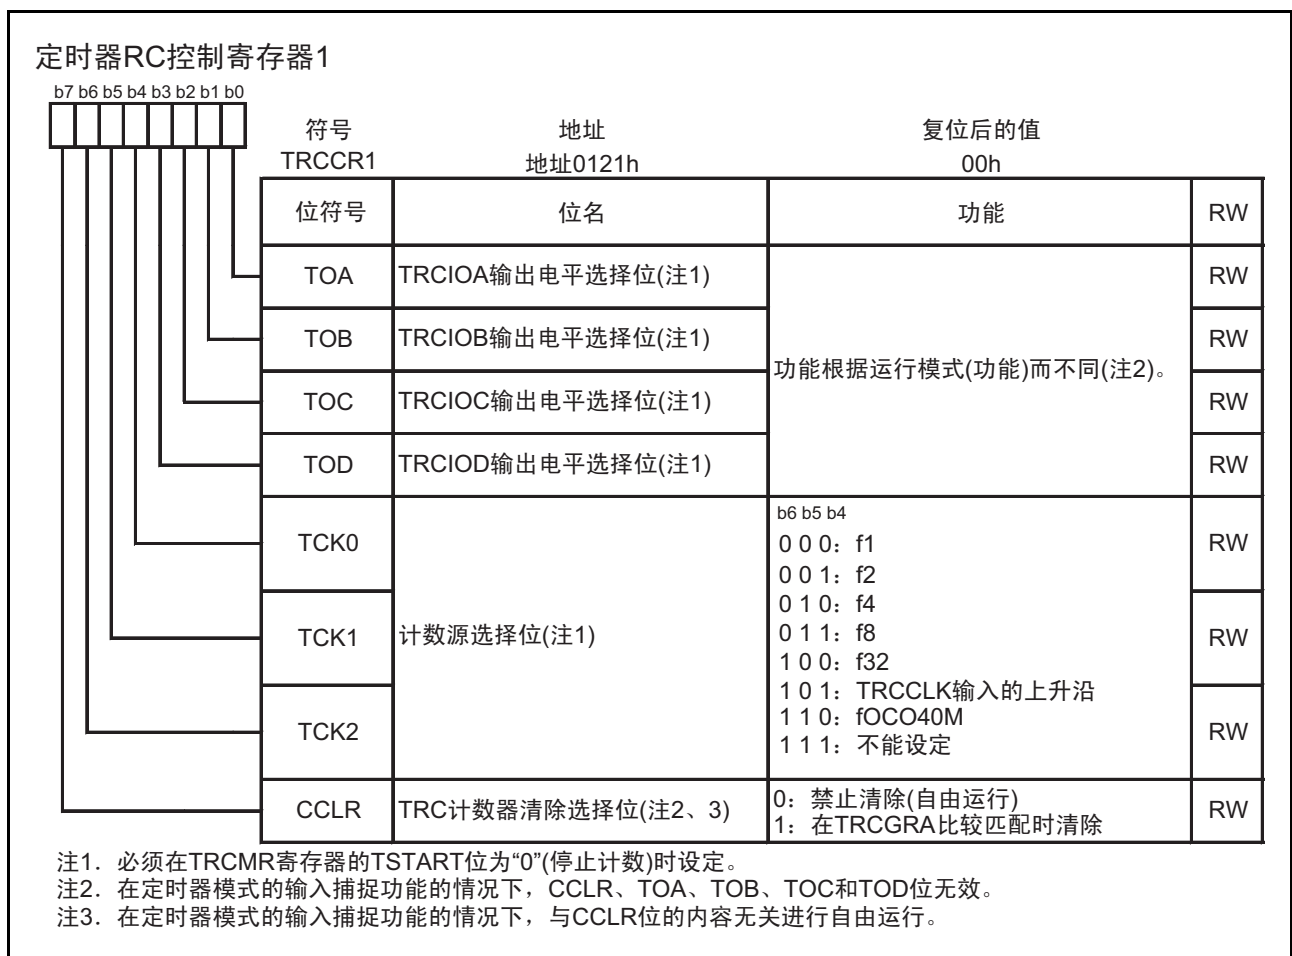 定时器RC控制寄存器1
b7 b6 b5 b4 b3 b2 b1 b0
符号 地址 复位后的值
TRCCR1 地址0121h 00h
位符号 位名 功能 RW
TOA TRCIOA输出电平选择位(注1) RW
TOB TRCIOB输出电平选择位(注1) RW
功能根据运行模式(功能)而不同(注2)。
TOC TRCIOC输出电平选择位(注1) RW
TOD TRCIOD输出电平选择位(注1) RW
TCK0 RW
TCK1 计数源选择位(注1) RW
TCK2 RW
b6 b5 b4
0 0 0：f1
0 0 1：f2
0 1 0：f4
0 1 1：f8
1 0 0：f32
1 0 1：TRCCLK输入的上升沿
1 1 0：fOCO40M
1 1 1：不能设定
CCLR TRC计数器清除选择位(注2、3) RW
0：禁止清除(自由运行)
1：在TRCGRA比较匹配时清除
注1. 必须在TRCMR寄存器的TSTART位为“0”(停止计数)时设定。
注2. 在定时器模式的输入捕捉功能的情况下，CCLR、TOA、TOB、TOC和TOD位无效。
注3. 在定时器模式的输入捕捉功能的情况下，与CCLR位的内容无关进行自由运行。